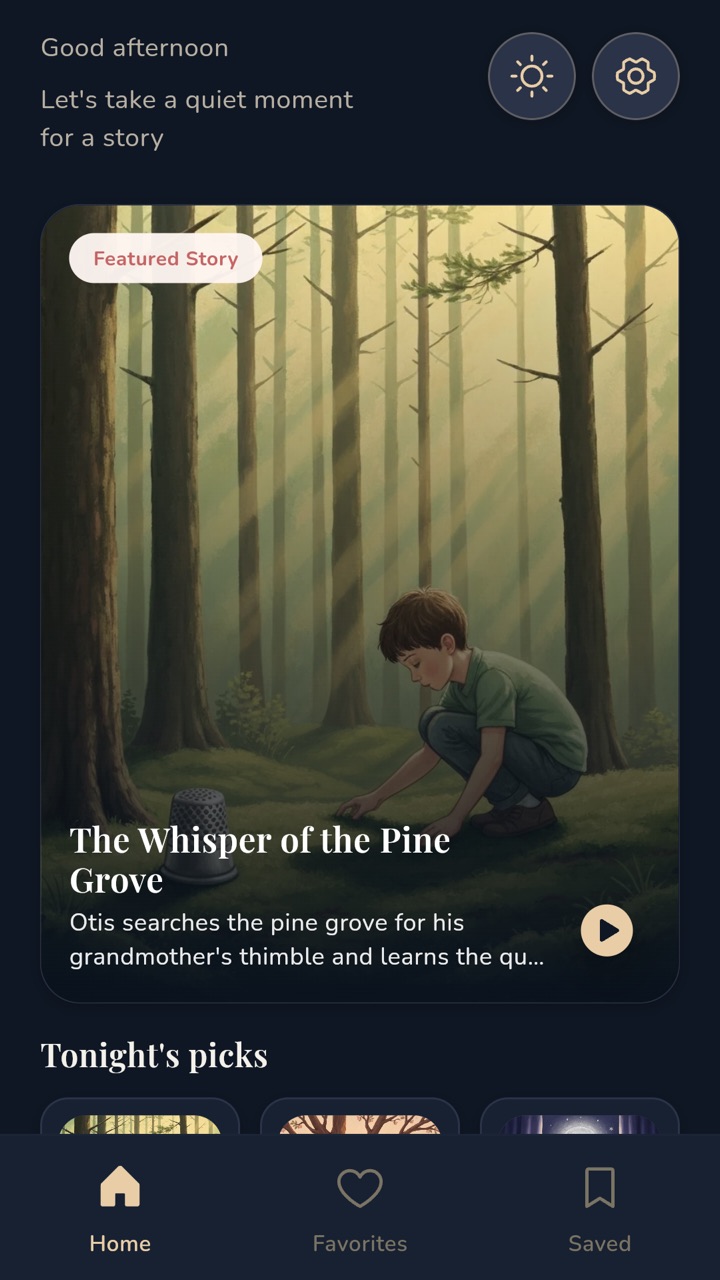 Good afternoon
Let's take a quiet moment
for a story
Featured Story
The Whisper of the Pine
Grove
Otis searches the pine grove for his
grandmother's thimble and learns the qu...
Tonight's picks
Home
Favorites
Saved